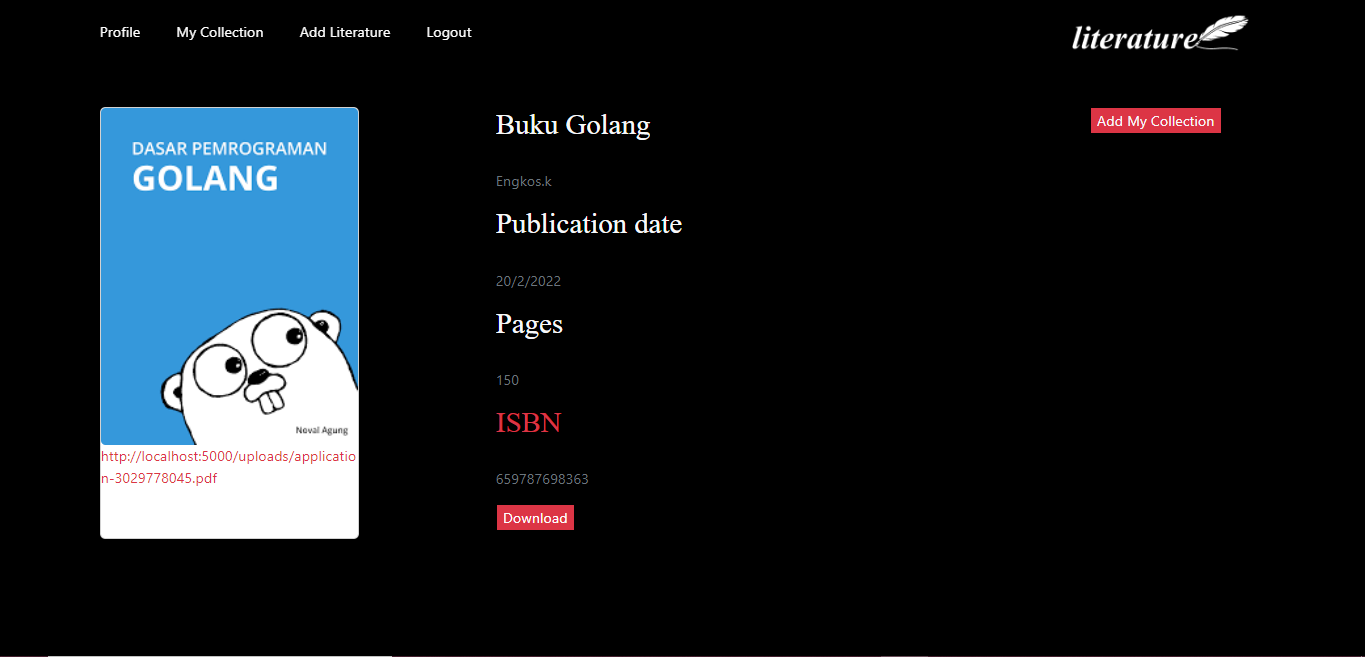 Profile My Collection Add Literature Logout
literature
DASAR PEMROGRAMAN
GOLANG
Noval Agung
http://localhost:5000/uploads/applicatio
n-3029778045.pdf
Buku Golang
Engkos.k
Publication date
20/2/2022
Pages
150
ISBN
659787698363
Download
Add My Collection